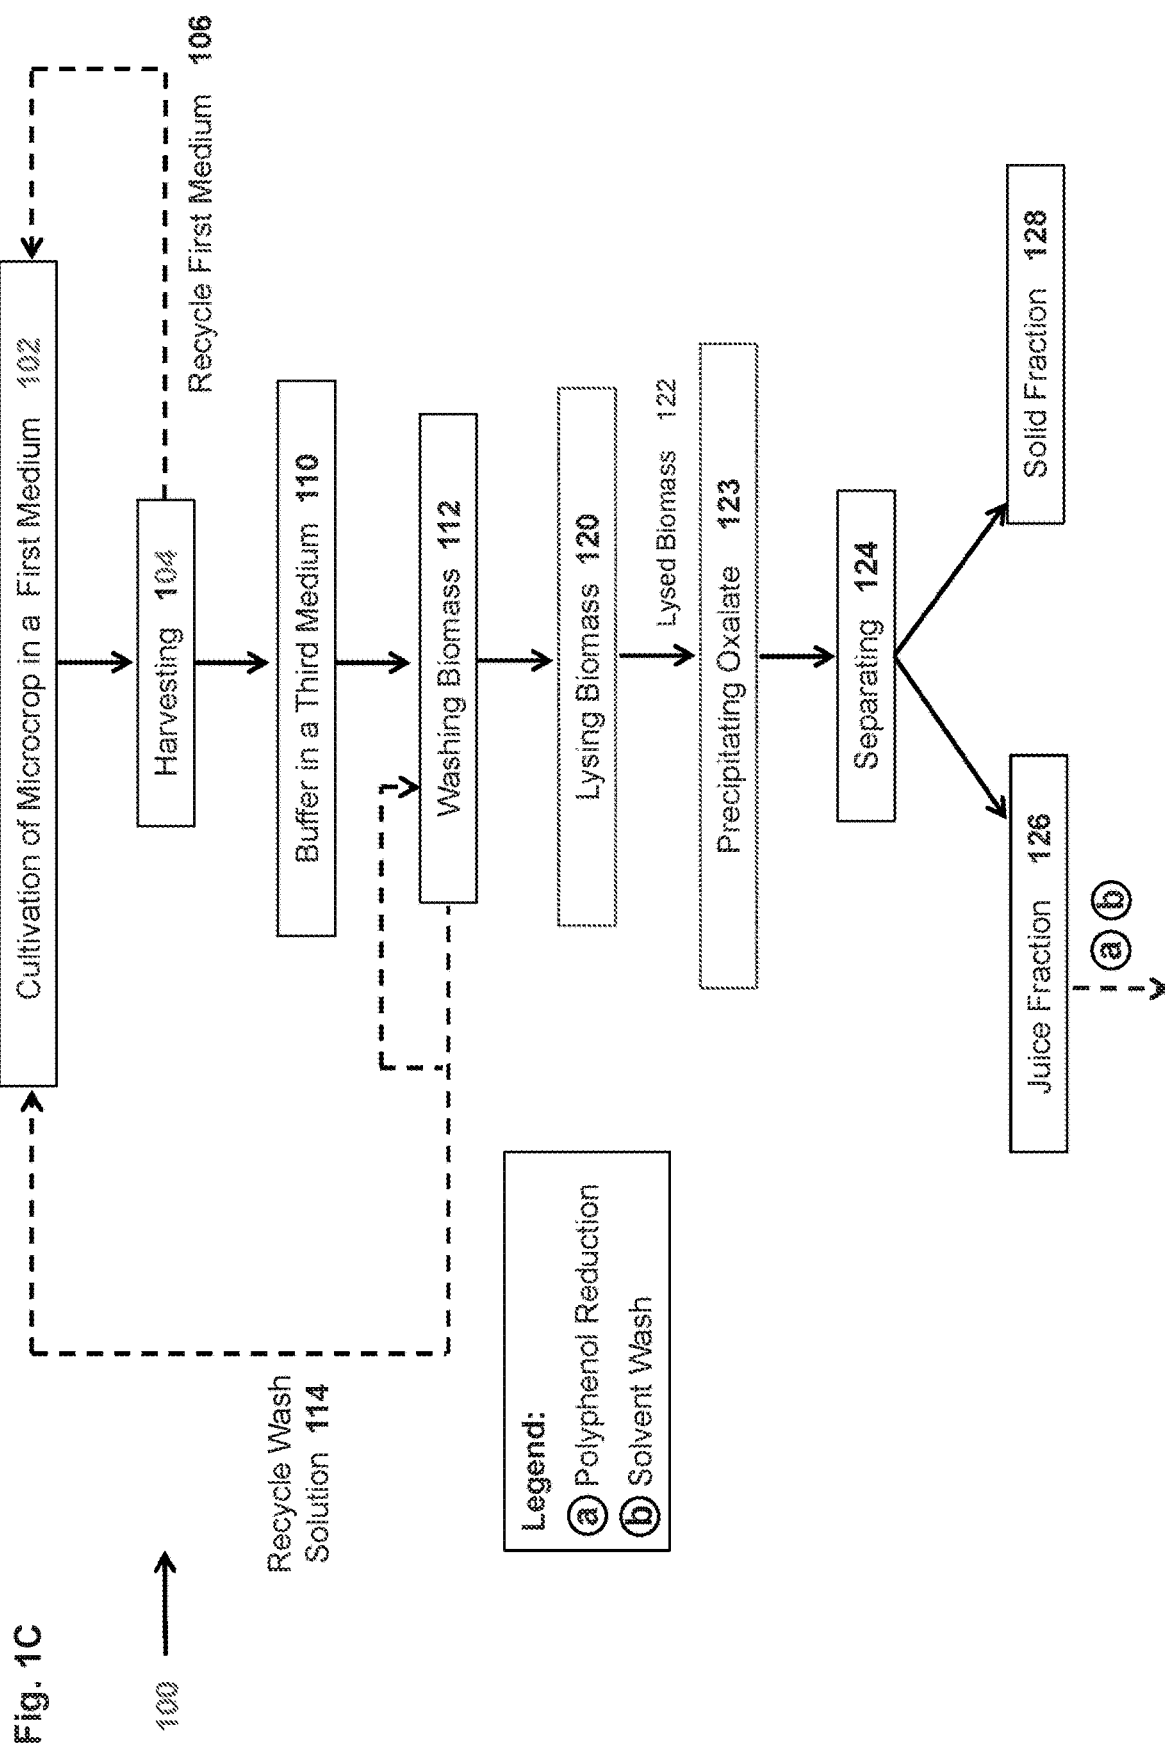 Fig. 1C
100
Cultivation of Microcrop in a First Medium 102
Harvesting 104
Recycle First Medium 106
Buffer in a Third Medium 110
Washing Biomass 112
Recycle Wash
Solution 114
Lysing Biomass 120
Lysed Biomass 122
Precipitating Oxalate 123
Separating 124
Juice Fraction 126
Solid Fraction 128
a b
Legend:
a Polyphenol Reduction
b Solvent Wash